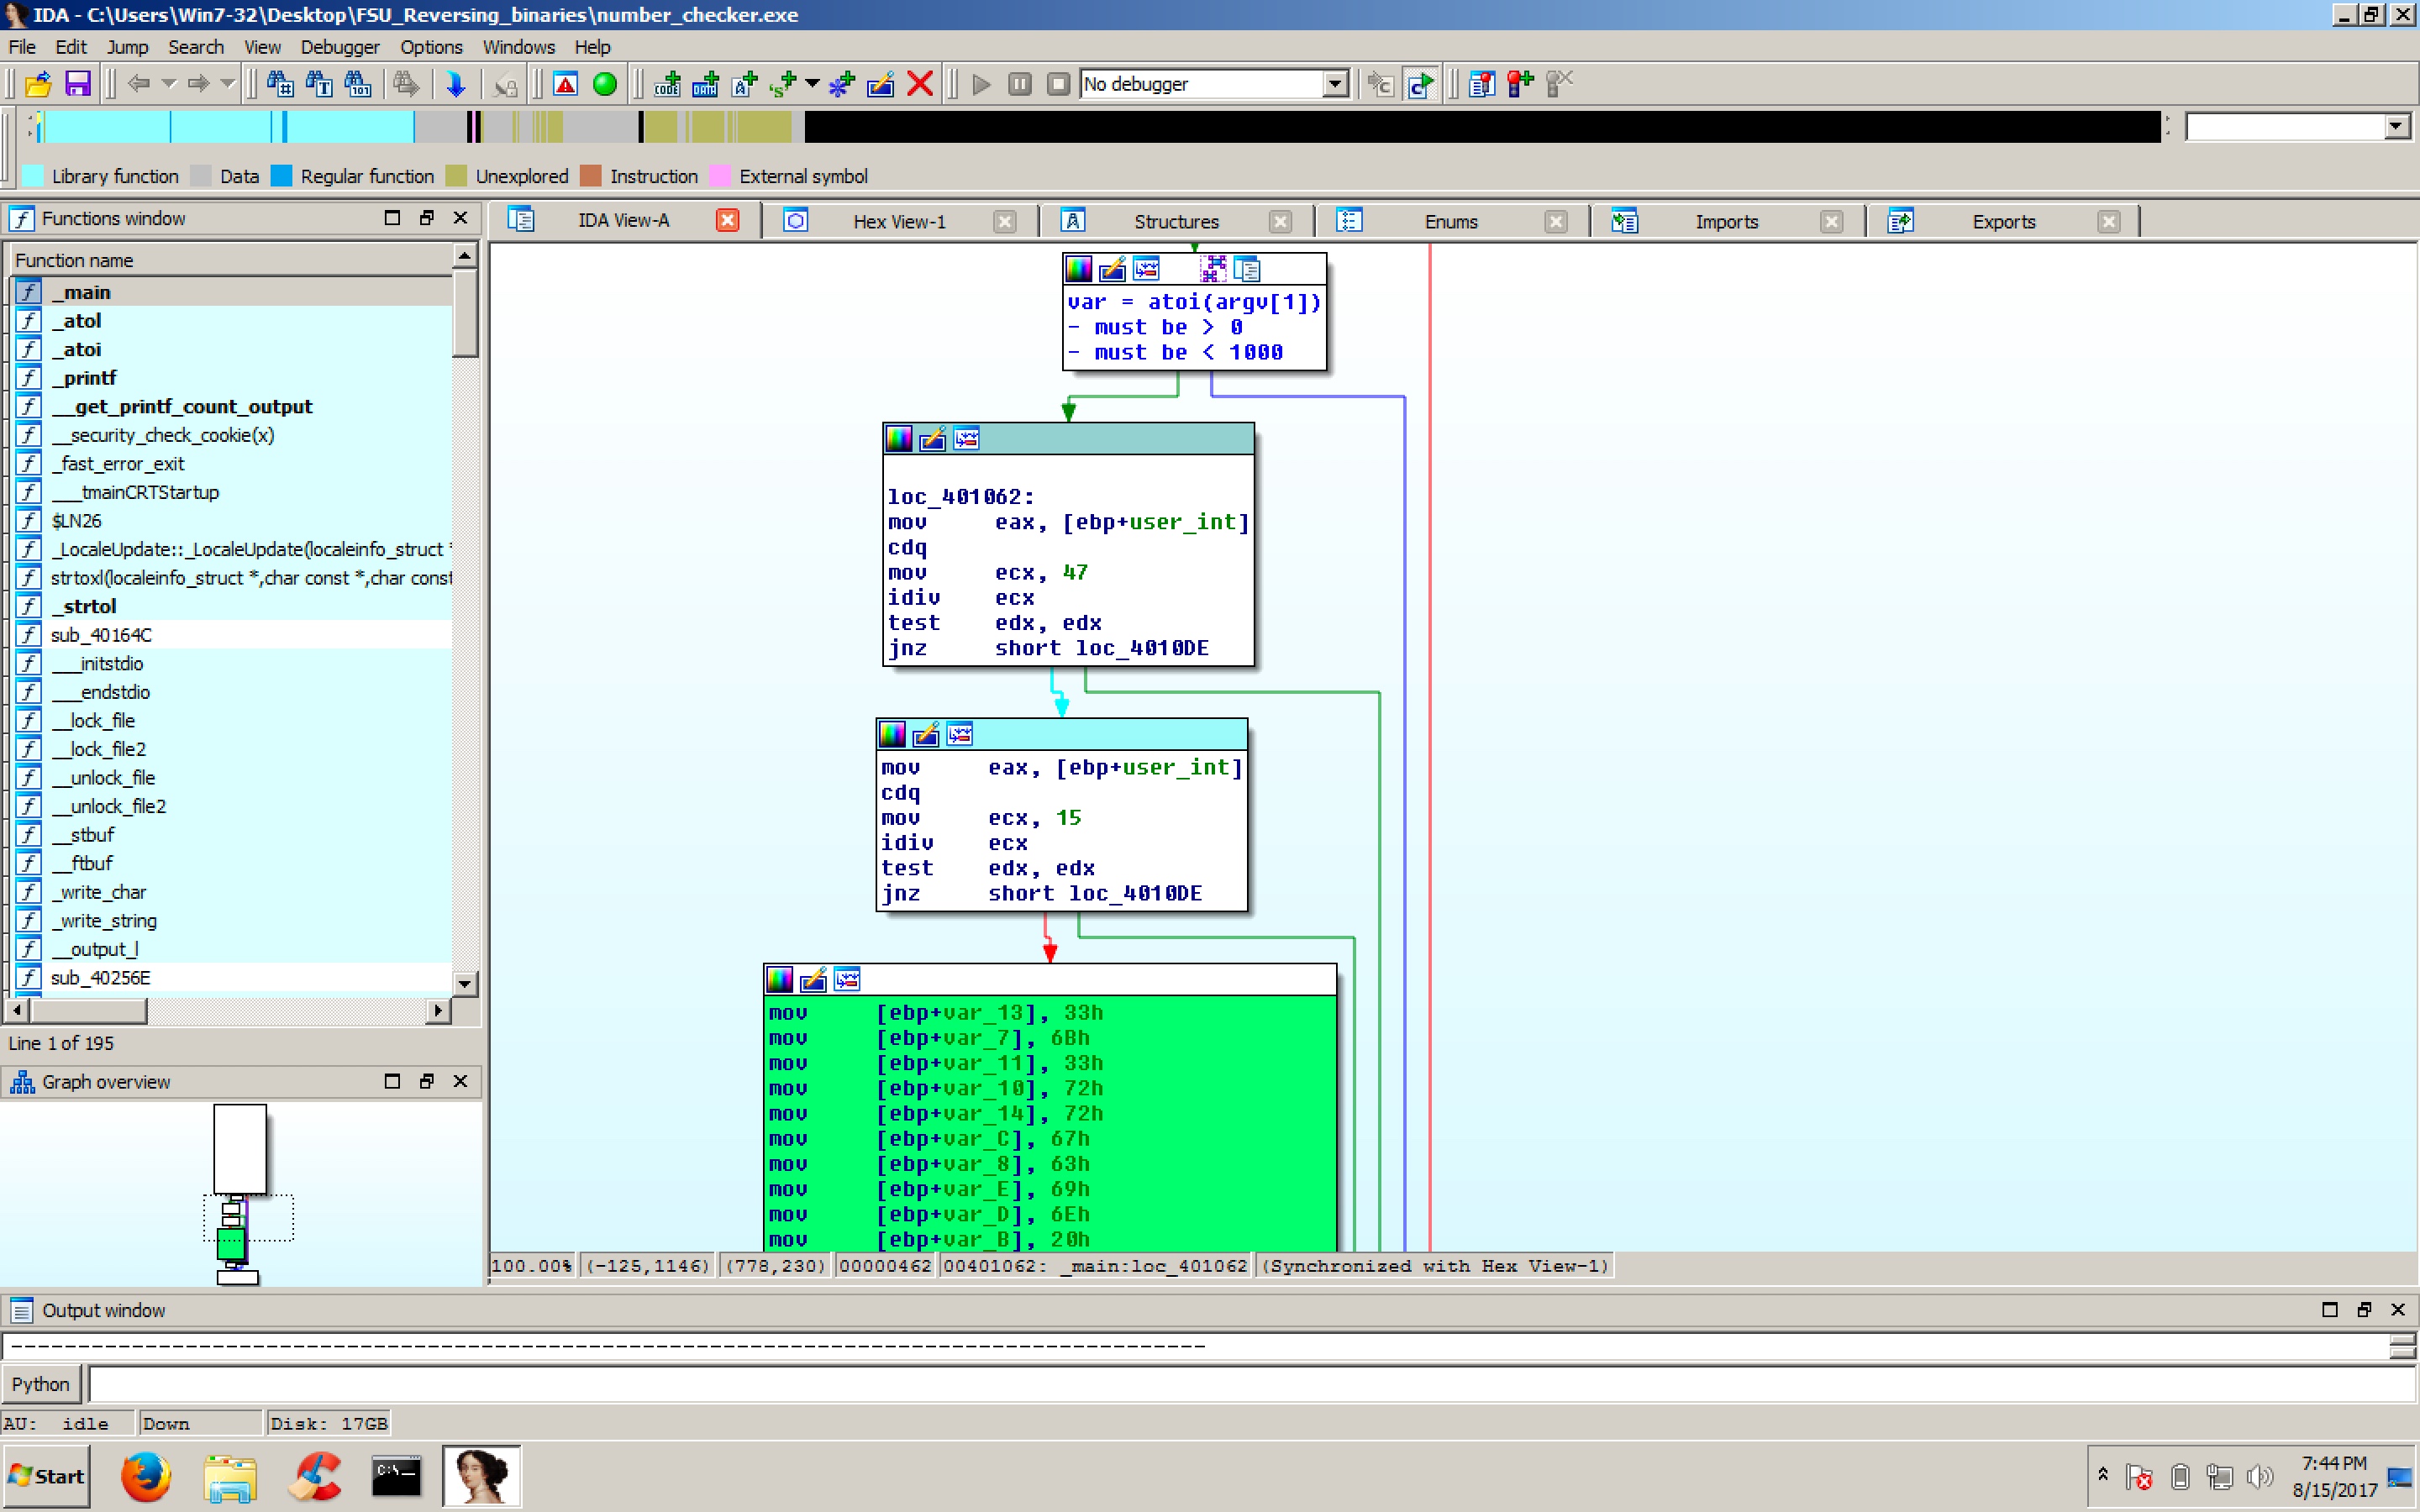 IDA - C:\Users\Win7-32\Desktop\FSU_Reversing_binaries\number_checker.exe
File Edit Jump Search View Debugger Options Windows Help
No debugger
Library function Data Regular function Unexplored Instruction External symbol
Functions window
Function name
_main
_atol
_atoi
_printf
__get_printf_count_output
__security_check_cookie(x)
_fast_error_exit
___tmainCRTStartup
$LN26
_LocaleUpdate::_LocaleUpdate(localeinfo_struct *
strtoxl(localeinfo_struct *,char const *,char const
_strtol
sub_40164C
___initstdio
___endstdio
__lock_file
__lock_file2
__unlock_file
__unlock_file2
__stbuf
__ftbuf
_write_char
_write_string
__output_l
sub_40256E
Line 1 of 195
Graph overview
IDA View-A Hex View-1 Structures Enums Imports Exports
var = atoi(argv[1])
- must be > 0
- must be < 1000
loc_401062:
mov eax, [ebp+user_int]
cdq
mov ecx, 47
idiv ecx
test edx, edx
jnz short loc_4010DE
mov eax, [ebp+user_int]
cdq
mov ecx, 15
idiv ecx
test edx, edx
jnz short loc_4010DE
mov [ebp+var_13], 33h
mov [ebp+var_7], 6Bh
mov [ebp+var_11], 33h
mov [ebp+var_10], 72h
mov [ebp+var_14], 72h
mov [ebp+var_C], 67h
mov [ebp+var_8], 63h
mov [ebp+var_E], 69h
mov [ebp+var_D], 6Eh
mov [ebp+var_B], 20h
100.00% (-125,1146) (778,230) 00000462 00401062: _main:loc_401062 (Synchronized with Hex View-1)
Output window
Python
AU: idle Down Disk: 17GB
Start
C:\_
7:44 PM
8/15/2017